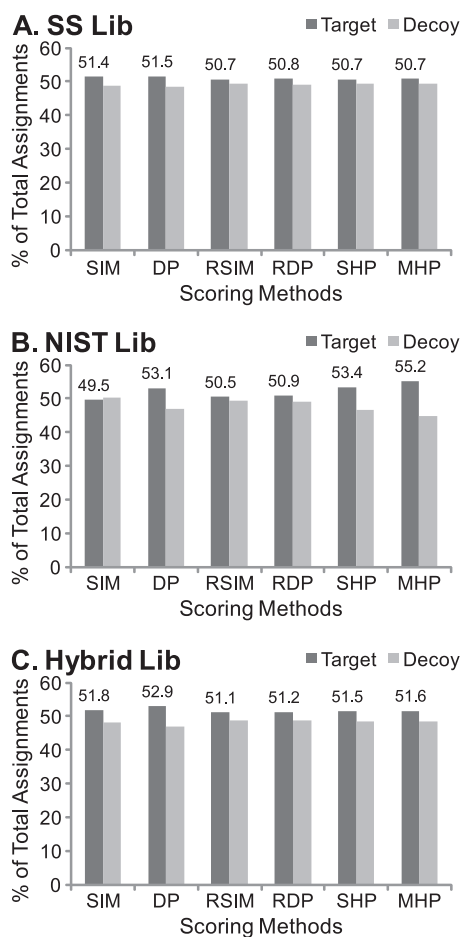 A. SS Lib
Target Decoy
% of Total Assignments
60
50
40
30
20
10
0
51.4 51.5 50.7 50.8 50.7 50.7
SIM DP RSIM RDP SHP MHP
Scoring Methods
B. NIST Lib
Target Decoy
% of Total Assignments
60
50
40
30
20
10
0
49.5 53.1 50.5 50.9 53.4 55.2
SIM DP RSIM RDP SHP MHP
Scoring Methods
C. Hybrid Lib
Target Decoy
% of Total Assignments
60
50
40
30
20
10
0
51.8 52.9 51.1 51.2 51.5 51.6
SIM DP RSIM RDP SHP MHP
Scoring Methods